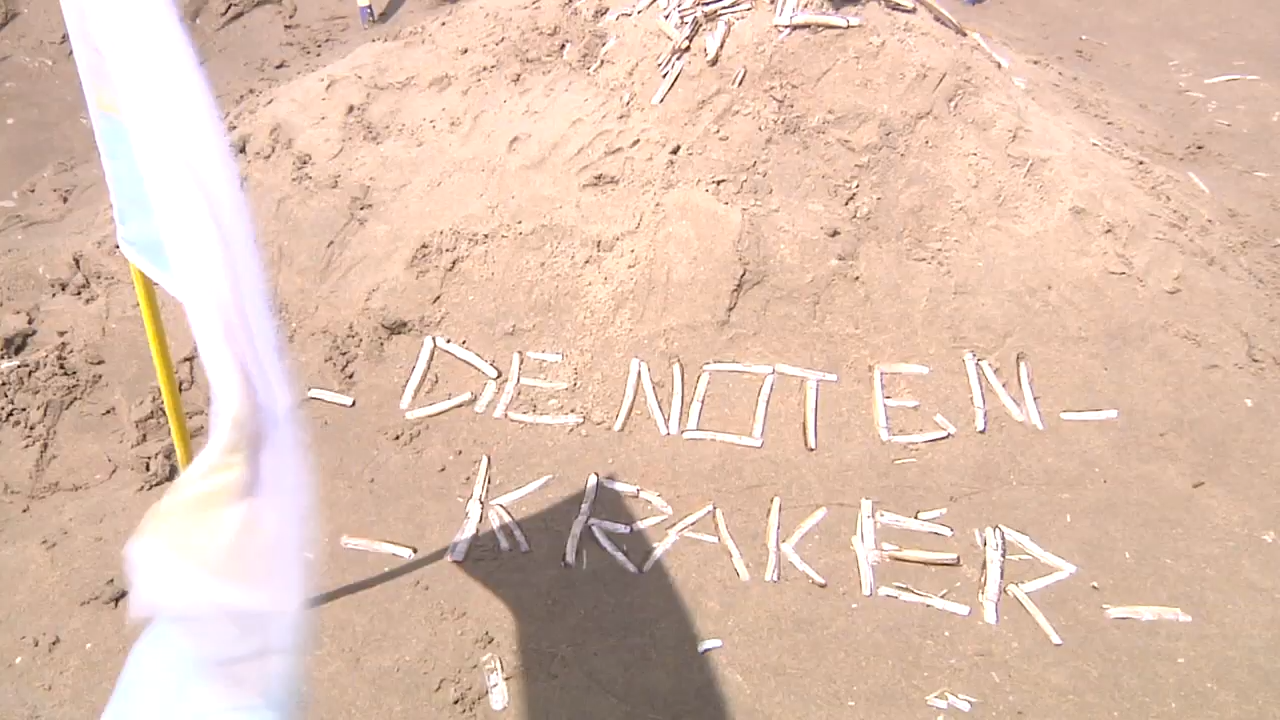 - DE NOTEN -
- KRAKER -